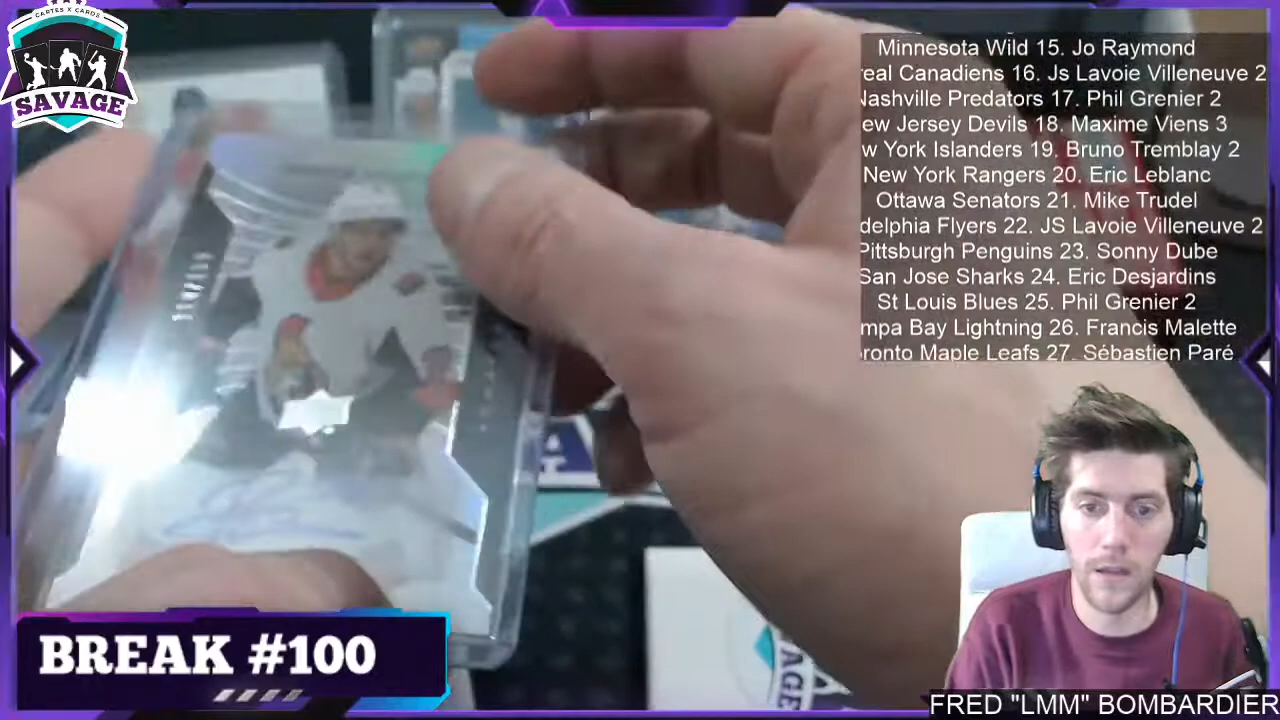 CARTES X CARDS
SAVAGE
Minnesota Wild 15. Jo Raymond
real Canadiens 16. Js Lavoie Villeneuve 2
Nashville Predators 17. Phil Grenier 2
ew Jersey Devils 18. Maxime Viens 3
w York Islanders 19. Bruno Tremblay 2
New York Rangers 20. Eric Leblanc
Ottawa Senators 21. Mike Trudel
delphia Flyers 22. JS Lavoie Villeneuve 2
Pittsburgh Penguins 23. Sonny Dube
San Jose Sharks 24. Eric Desjardins
St Louis Blues 25. Phil Grenier 2
mpa Bay Lightning 26. Francis Malette
ronto Maple Leafs 27. Sébastien Paré
BREAK #100
SAVAGE
FRED "LMM" BOMBARDIER